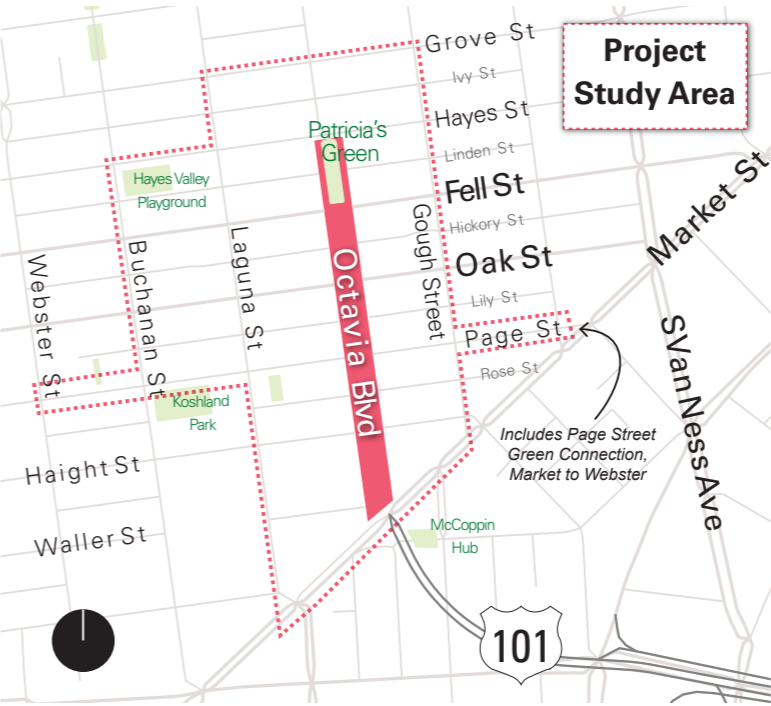 Grove St
Project
Study Area
Ivy St
Hayes St
Patricia's
Green
Linden St
Hayes Valley
Playground
Fell St
Market St
Gough Street
Hickory St
Laguna St
Buchanan St
Webster St
Octavia Blvd
Oak St
Lily St
Page St
S Van Ness Ave
Rose St
Koshland
Park
Includes Page Street
Green Connection,
Market to Webster
Haight St
Waller St
McCoppin
Hub
101